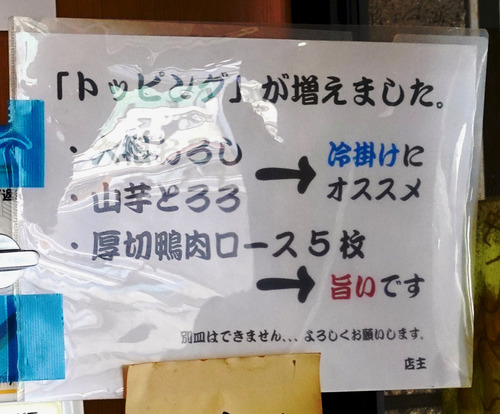 「トッピング」が増えました。
・大根おろし
・山芋とろろ
→ 冷掛けに
オススメ
・厚切鴨肉ロース5枚
→ 旨いです
別皿はできません、、、よろしくお願いします。
店主